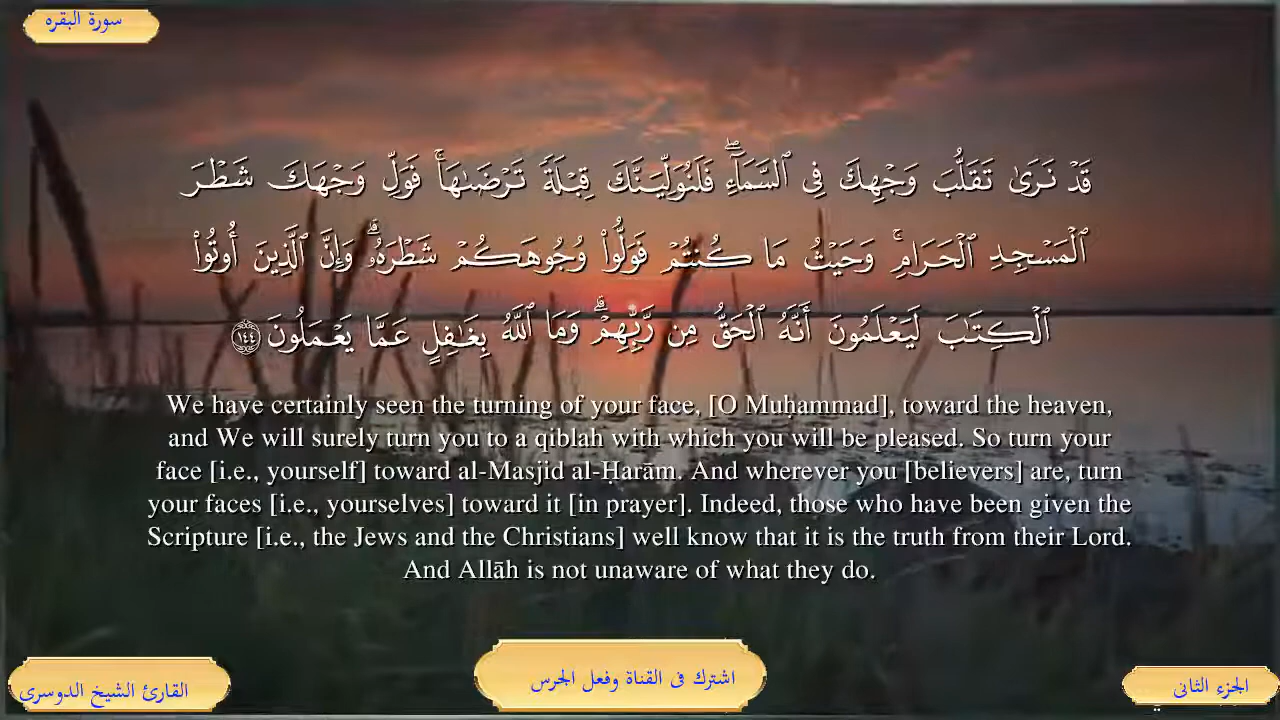 سورة البقره
قَدْ نَرَىٰ تَقَلُّبَ وَجْهِكَ فِى ٱلسَّمَآءِ ۖ فَلَنُوَلِّيَنَّكَ قِبْلَةً تَرْضَىٰهَا ۚ فَوَلِّ وَجْهَكَ شَطْرَ
ٱلْمَسْجِدِ ٱلْحَرَامِ ۚ وَحَيْثُ مَا كُنتُمْ فَوَلُّوا۟ وُجُوهَكُمْ شَطْرَهُۥ ۗ وَإِنَّ ٱلَّذِينَ أُوتُوا۟
ٱلْكِتَٰبَ لَيَعْلَمُونَ أَنَّهُ ٱلْحَقُّ مِن رَّبِّهِمْ ۗ وَمَا ٱللَّهُ بِغَٰفِلٍ عَمَّا يَعْمَلُونَ ١٤٤
We have certainly seen the turning of your face, [O Muḥammad], toward the heaven,
and We will surely turn you to a qiblah with which you will be pleased. So turn your
face [i.e., yourself] toward al-Masjid al-Ḥarām. And wherever you [believers] are, turn
your faces [i.e., yourselves] toward it [in prayer]. Indeed, those who have been given the
Scripture [i.e., the Jews and the Christians] well know that it is the truth from their Lord.
And Allāh is not unaware of what they do.
الجزء الثانى
اشترك فى القناة وفعل الجرس
القارئ الشيخ الدوسرى